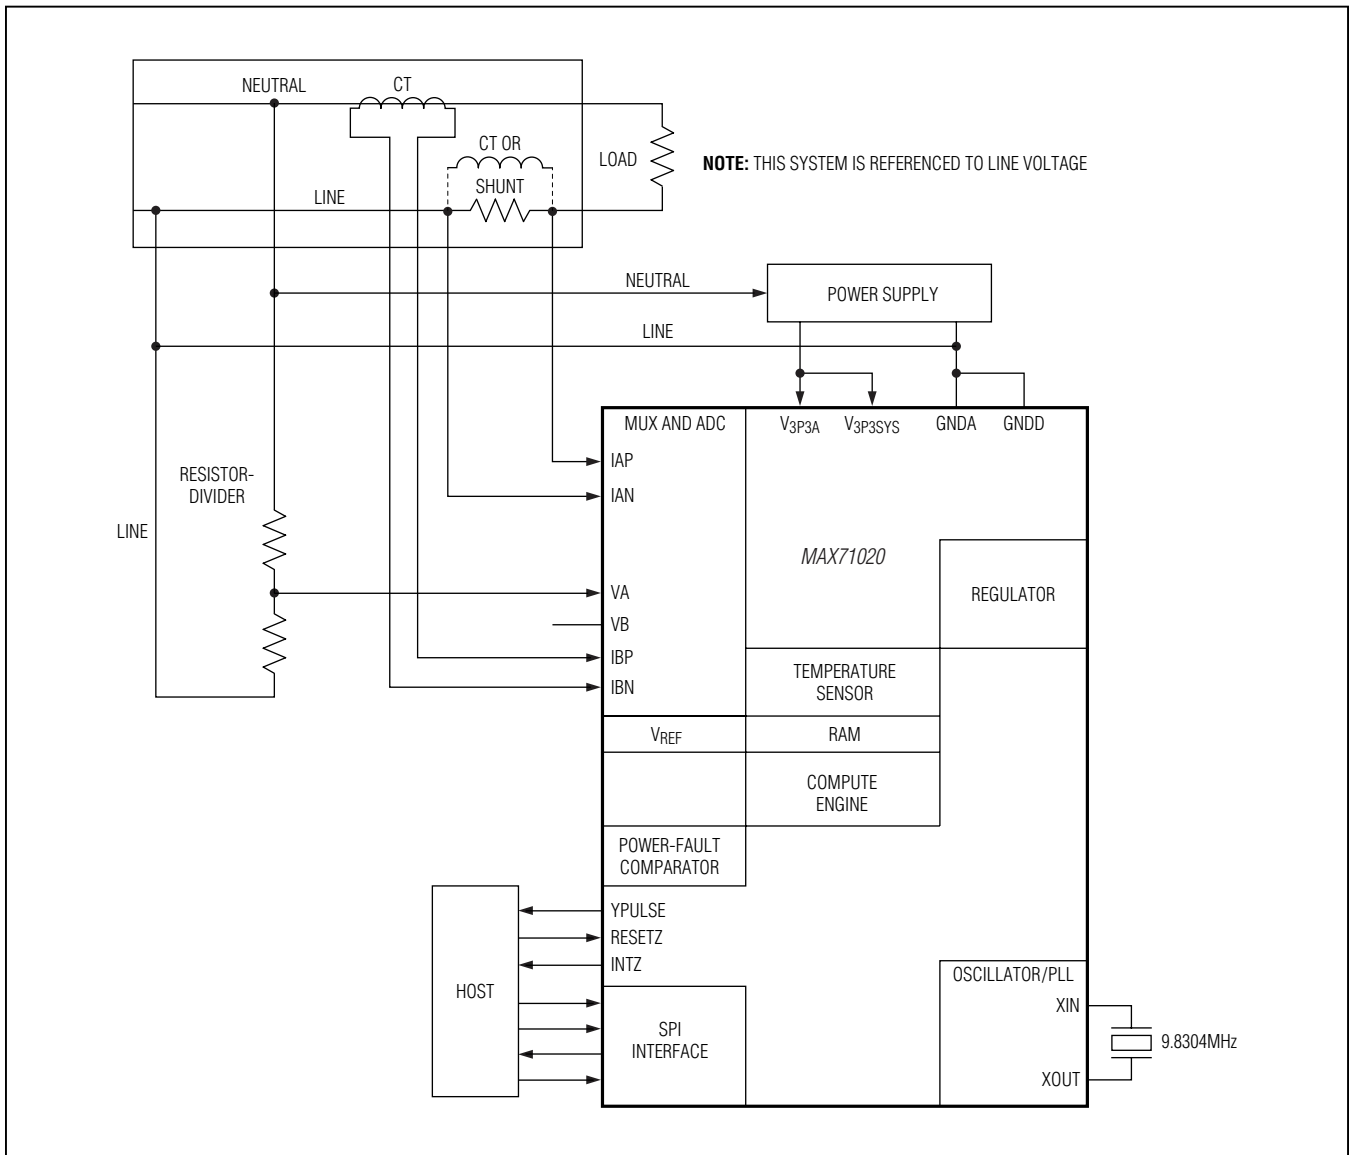 NEUTRAL
CT
CT OR
SHUNT
LOAD
NOTE: THIS SYSTEM IS REFERENCED TO LINE VOLTAGE
LINE
NEUTRAL
POWER SUPPLY
LINE
MUX AND ADC
V3P3A
V3P3SYS
GNDA
GNDD
IAP
IAN
RESISTOR-
DIVIDER
LINE
MAX71020
REGULATOR
VA
VB
IBP
IBN
TEMPERATURE
SENSOR
VREF
RAM
COMPUTE
ENGINE
POWER-FAULT
COMPARATOR
YPULSE
RESETZ
INTZ
HOST
SPI
INTERFACE
OSCILLATOR/PLL
XIN
9.8304MHz
XOUT